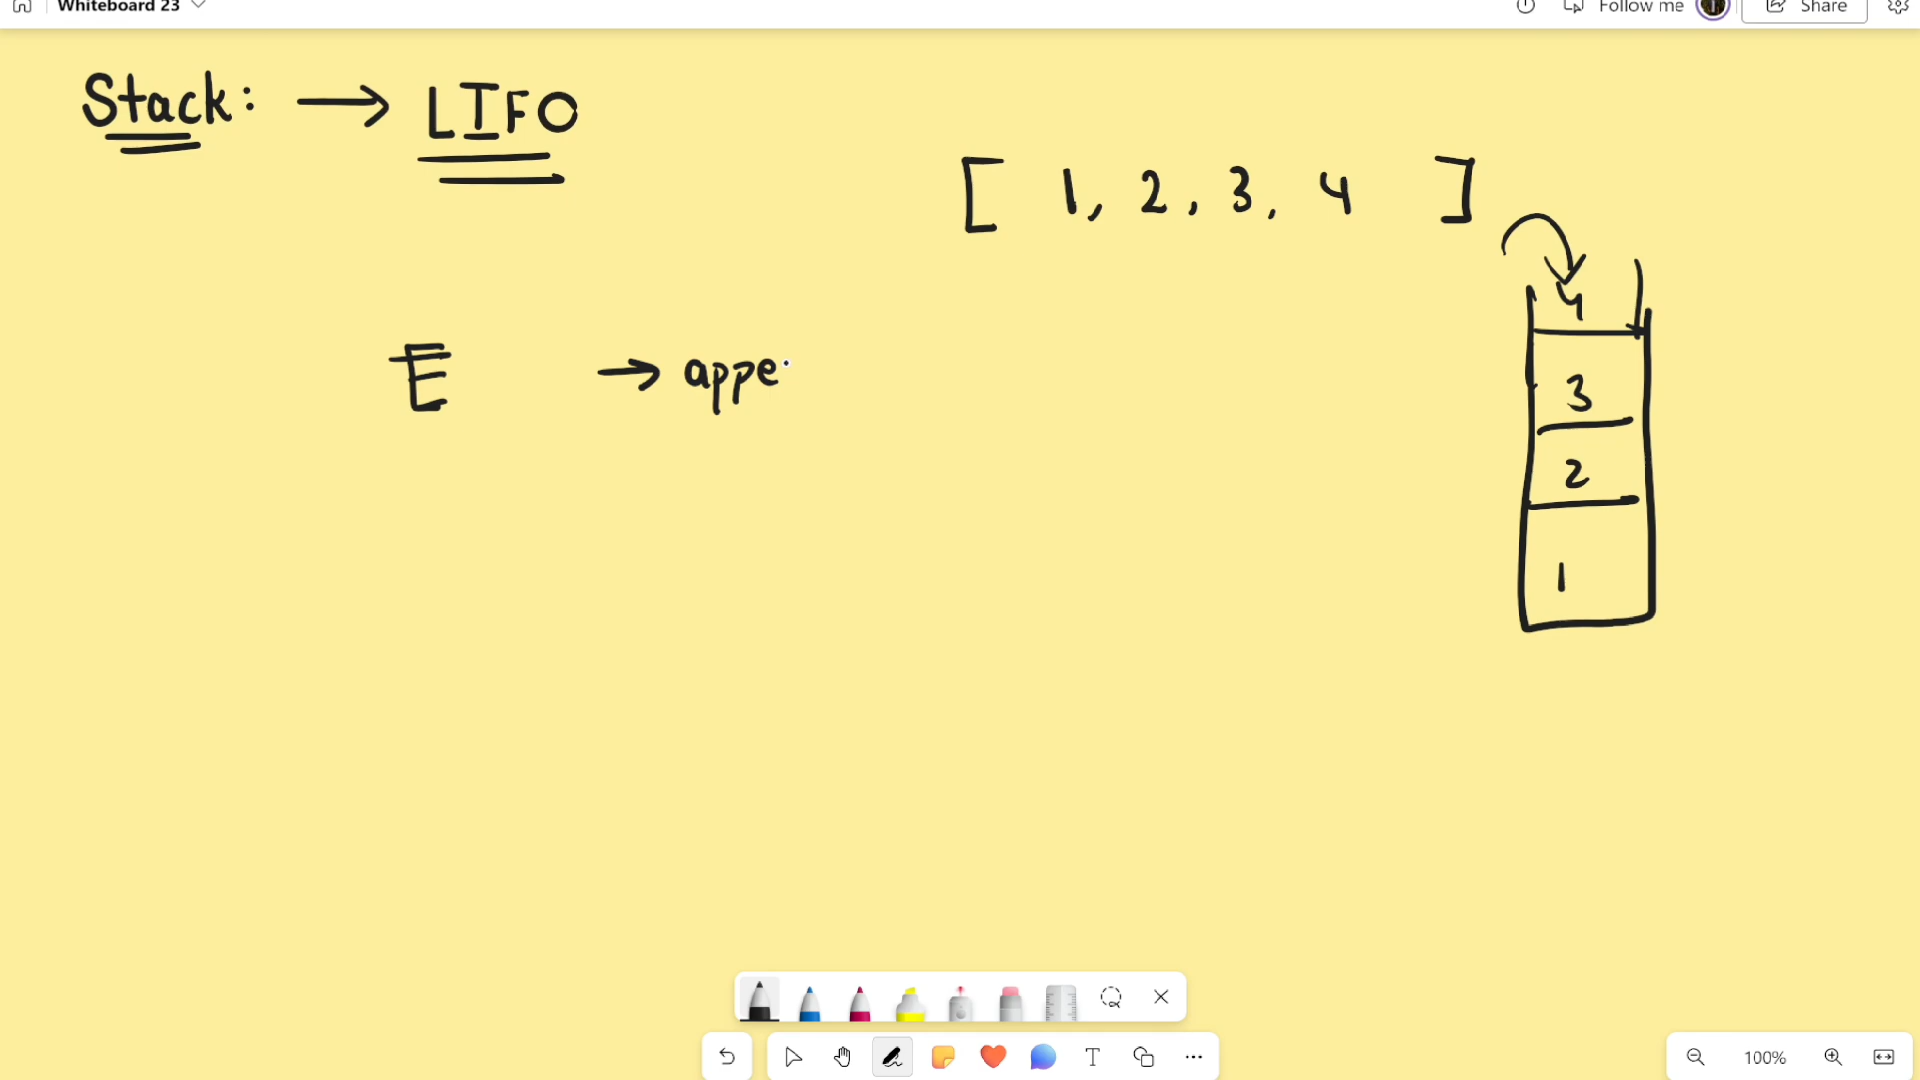 Whiteboard 23
Follow me
Share
Stack: → LIFO
[ 1, 2, 3, 4 ]
4
3
2
1
E → appe
T
100%